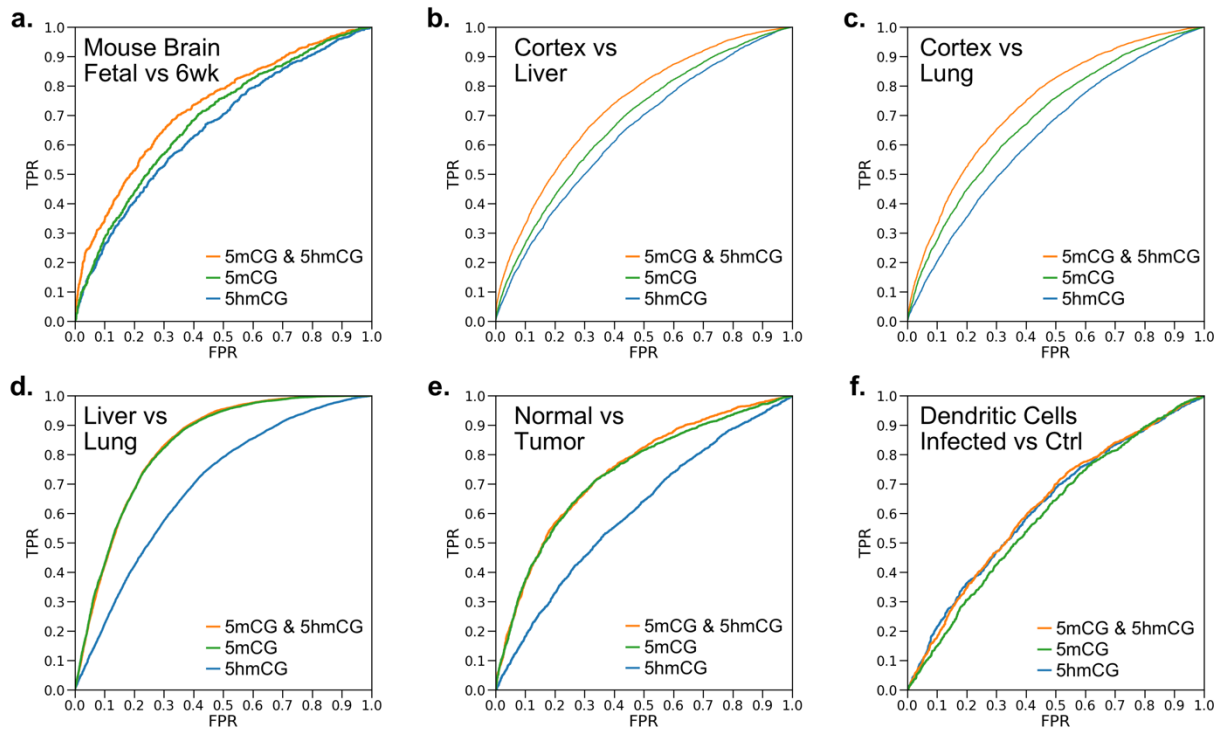 a.
Mouse Brain
Fetal vs 6wk
TPR
1.0
0.9
0.8
0.7
0.6
0.5
0.4
0.3
0.2
0.1
0.0
5mCG & 5hmCG
5mCG
5hmCG
0.0 0.1 0.2 0.3 0.4 0.5 0.6 0.7 0.8 0.9 1.0
FPR
b.
Cortex vs
Liver
TPR
1.0
0.9
0.8
0.7
0.6
0.5
0.4
0.3
0.2
0.1
0.0
5mCG & 5hmCG
5mCG
5hmCG
0.0 0.1 0.2 0.3 0.4 0.5 0.6 0.7 0.8 0.9 1.0
FPR
c.
Cortex vs
Lung
TPR
1.0
0.9
0.8
0.7
0.6
0.5
0.4
0.3
0.2
0.1
0.0
5mCG & 5hmCG
5mCG
5hmCG
0.0 0.1 0.2 0.3 0.4 0.5 0.6 0.7 0.8 0.9 1.0
FPR
d.
Liver vs
Lung
TPR
1.0
0.9
0.8
0.7
0.6
0.5
0.4
0.3
0.2
0.1
0.0
5mCG & 5hmCG
5mCG
5hmCG
0.0 0.1 0.2 0.3 0.4 0.5 0.6 0.7 0.8 0.9 1.0
FPR
e.
Normal vs
Tumor
TPR
1.0
0.9
0.8
0.7
0.6
0.5
0.4
0.3
0.2
0.1
0.0
5mCG & 5hmCG
5mCG
5hmCG
0.0 0.1 0.2 0.3 0.4 0.5 0.6 0.7 0.8 0.9 1.0
FPR
f.
Dendritic Cells
Infected vs Ctrl
TPR
1.0
0.9
0.8
0.7
0.6
0.5
0.4
0.3
0.2
0.1
0.0
5mCG & 5hmCG
5mCG
5hmCG
0.0 0.1 0.2 0.3 0.4 0.5 0.6 0.7 0.8 0.9 1.0
FPR